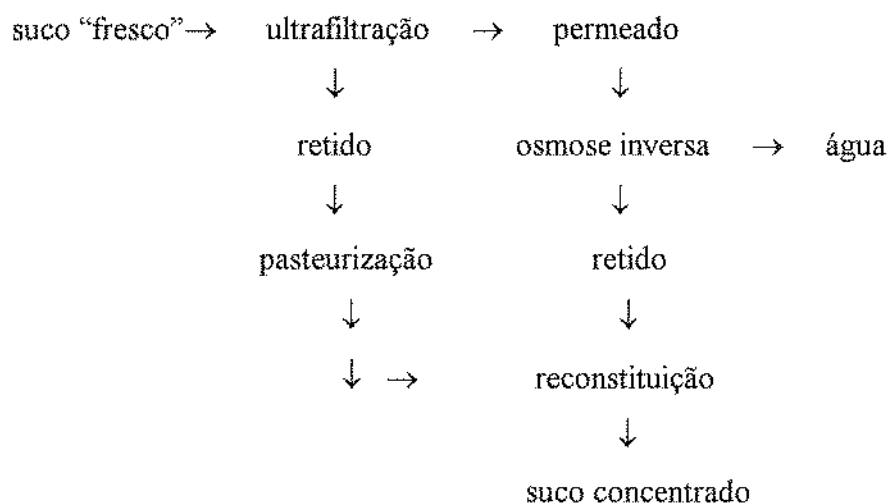 suco “fresco”→ ultrafiltração → permeado
↓ ↓
retido osmose inversa → água
↓ ↓
pasteurização retido
↓ ↓
↓ → reconstituição
↓
suco concentrado